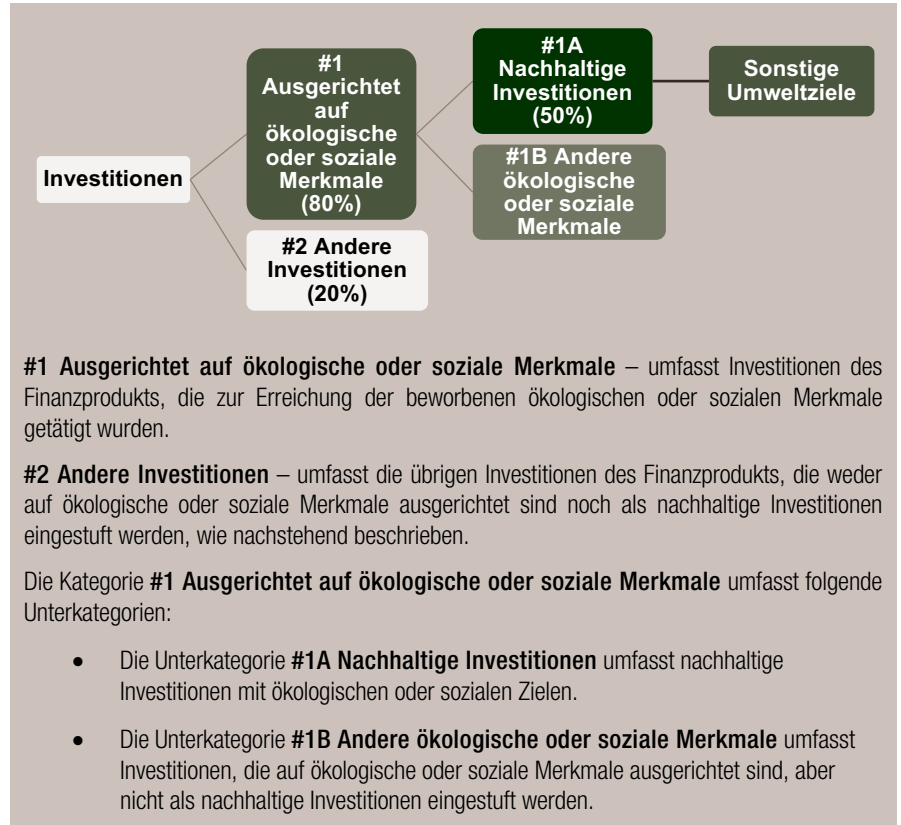 Investitionen
#1
Ausgerichtet
auf
ökologische
oder soziale
Merkmale
(80%)
#2 Andere
Investitionen
(20%)
#1A
Nachhaltige
Investitionen
(50%)
#1B Andere
ökologische
oder soziale
Merkmale
Sonstige
Umweltziele
#1 Ausgerichtet auf ökologische oder soziale Merkmale – umfasst Investitionen des
Finanzprodukts, die zur Erreichung der beworbenen ökologischen oder sozialen Merkmale
getätigt wurden.
#2 Andere Investitionen – umfasst die übrigen Investitionen des Finanzprodukts, die weder
auf ökologische oder soziale Merkmale ausgerichtet sind noch als nachhaltige Investitionen
eingestuft werden, wie nachstehend beschrieben.
Die Kategorie #1 Ausgerichtet auf ökologische oder soziale Merkmale umfasst folgende
Unterkategorien:
• Die Unterkategorie #1A Nachhaltige Investitionen umfasst nachhaltige
Investitionen mit ökologischen oder sozialen Zielen.
• Die Unterkategorie #1B Andere ökologische oder soziale Merkmale umfasst
Investitionen, die auf ökologische oder soziale Merkmale ausgerichtet sind, aber
nicht als nachhaltige Investitionen eingestuft werden.